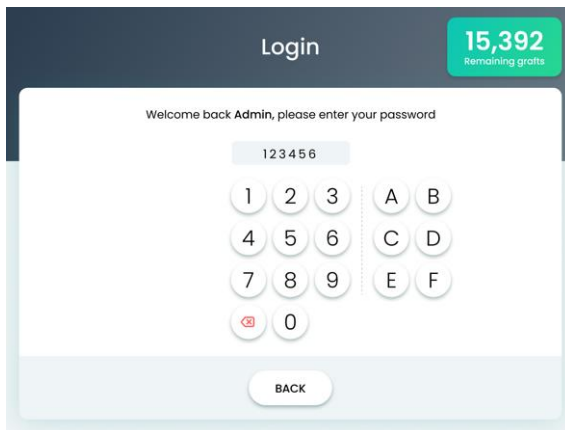 Login
15,392
Remaining grafts
Welcome back Admin, please enter your password
123456
1 2 3 A B
4 5 6 C D
7 8 9 E F
0
BACK